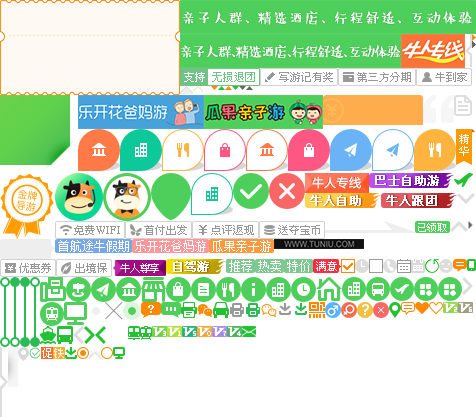 亲子人群、精选酒店、行程舒适、互动体验
亲子人群、精选酒店、行程舒适、互动体验 牛人专线
支持 无损退团 写游记有奖 第三方分期 牛到家
乐开花爸妈游 瓜果亲子游
精华
金牌导游
牛人专线 巴士自助游
牛人自助 牛人跟团
免费WIFI 首付出发 点评返现 送夺宝币 已领取
首航途牛假期 乐开花爸妈游 瓜果亲子游 WWW.TUNIU.COM
优惠券 出境保 牛人尊享 自驾游 推荐 热卖 特价 满意
促销